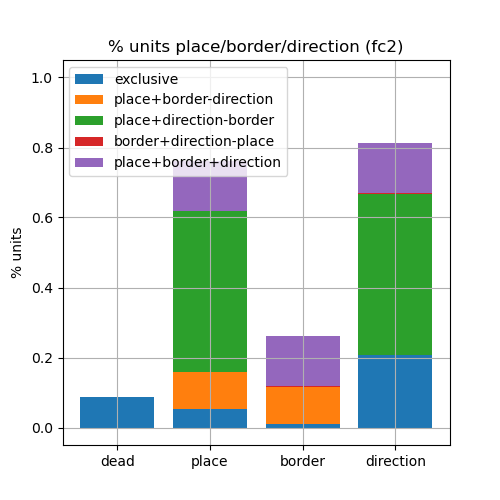 % units place/border/direction (fc2)
exclusive
place+border-direction
place+direction-border
border+direction-place
place+border+direction
% units
1.0
0.8
0.6
0.4
0.2
0.0
dead place border direction